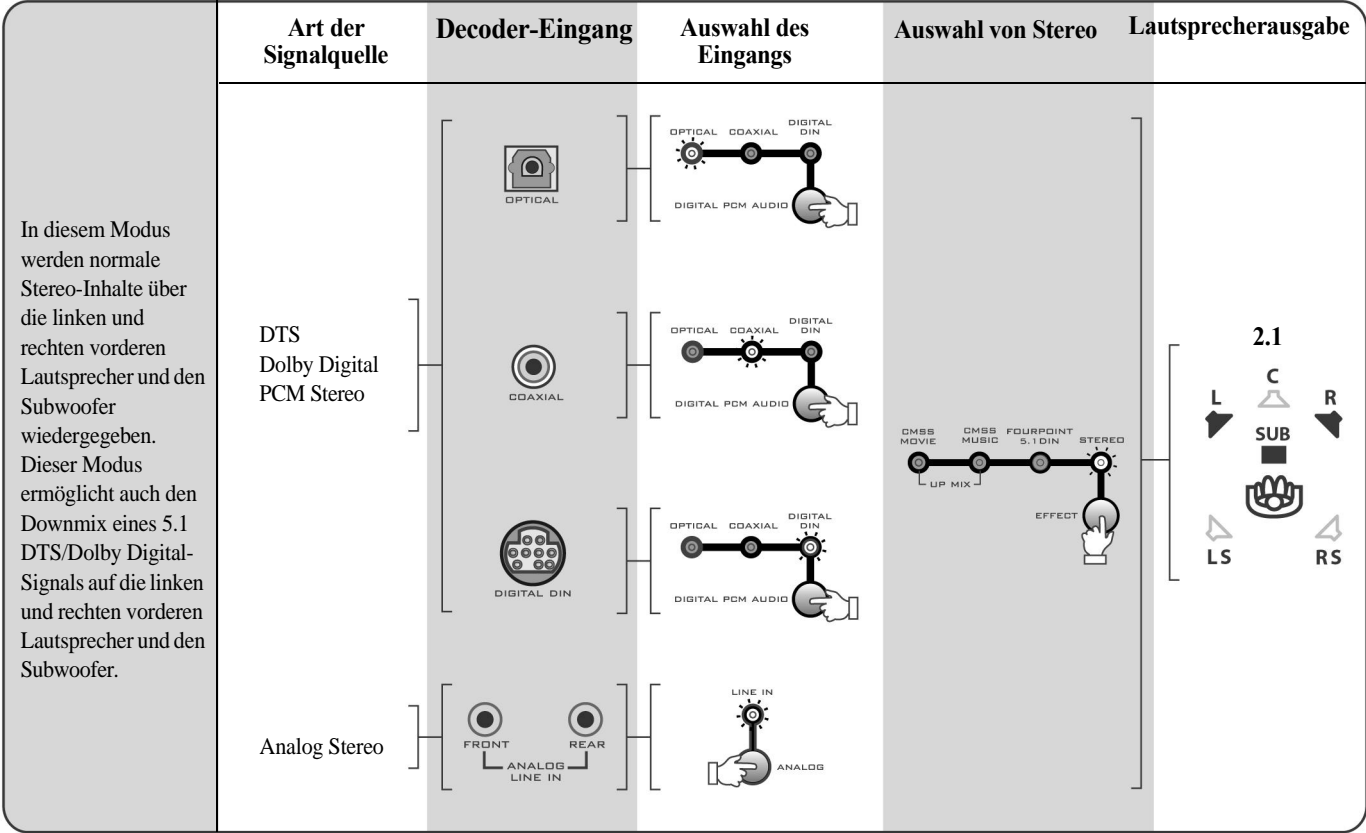 Art der
Signalquelle
Decoder-Eingang
Auswahl des
Eingangs
Auswahl von Stereo
Lautsprecherausgabe
In diesem Modus
werden normale
Stereo-Inhalte über
die linken und
rechten vorderen
Lautsprecher und den
Subwoofer
wiedergegeben.
Dieser Modus
ermöglicht auch den
Downmix eines 5.1
DTS/Dolby Digital-
Signals auf die linken
und rechten vorderen
Lautsprecher und den
Subwoofer.
DTS
Dolby Digital
PCM Stereo
Analog Stereo
OPTICAL
COAXIAL
DIGITAL DIN
FRONT REAR
ANALOG
LINE IN
OPTICAL COAXIAL DIGITAL
DIN
DIGITAL PCM AUDIO
OPTICAL COAXIAL DIGITAL
DIN
DIGITAL PCM AUDIO
OPTICAL COAXIAL DIGITAL
DIN
DIGITAL PCM AUDIO
LINE IN
ANALOG
CMSS
MOVIE
CMSS
MUSIC
FOURPOINT
5.1DIN
STEREO
UP MIX
EFFECT
2.1
C
L R
SUB
LS RS